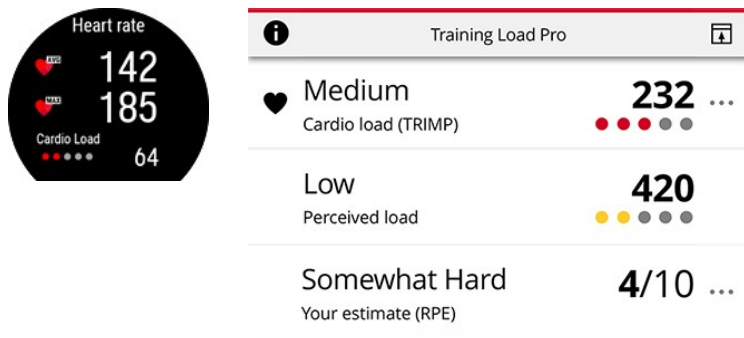 Heart rate
AVG 142
MAX 185
Cardio Load
64
i Training Load Pro
Medium 232 ...
Cardio load (TRIMP)
Low 420
Perceived load
Somewhat Hard 4/10 ...
Your estimate (RPE)